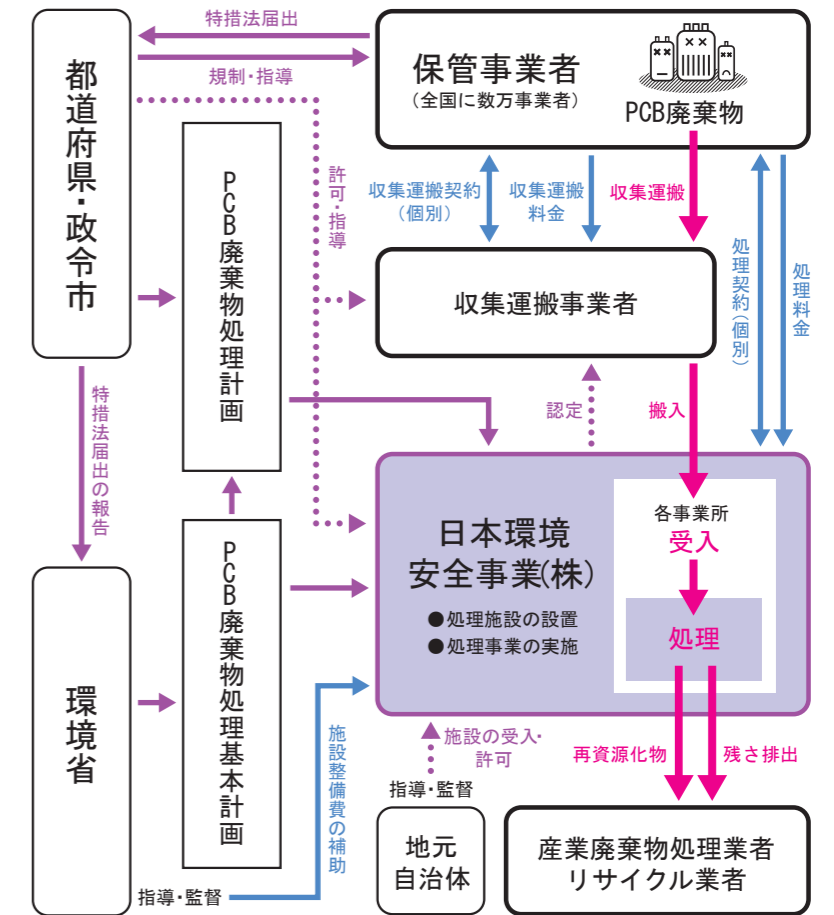 特措法届出
規制・指導
都道府県・政令市
保管事業者
(全国に数万事業者)
PCB廃棄物
PCB廃棄物処理計画
許可・指導
収集運搬契約
(個別)
収集運搬
料金
収集運搬
処理契約(個別)
処理料金
収集運搬事業者
特措法届出の報告
認定
搬入
日本環境
安全事業(株)
●処理施設の設置
●処理事業の実施
各事業所
受入
処理
環境省
PCB廃棄物処理基本計画
施設整備費の補助
施設の受入・
許可
指導・監督
再資源化物
残さ排出
地元
自治体
産業廃棄物処理業者
リサイクル業者
指導・監督